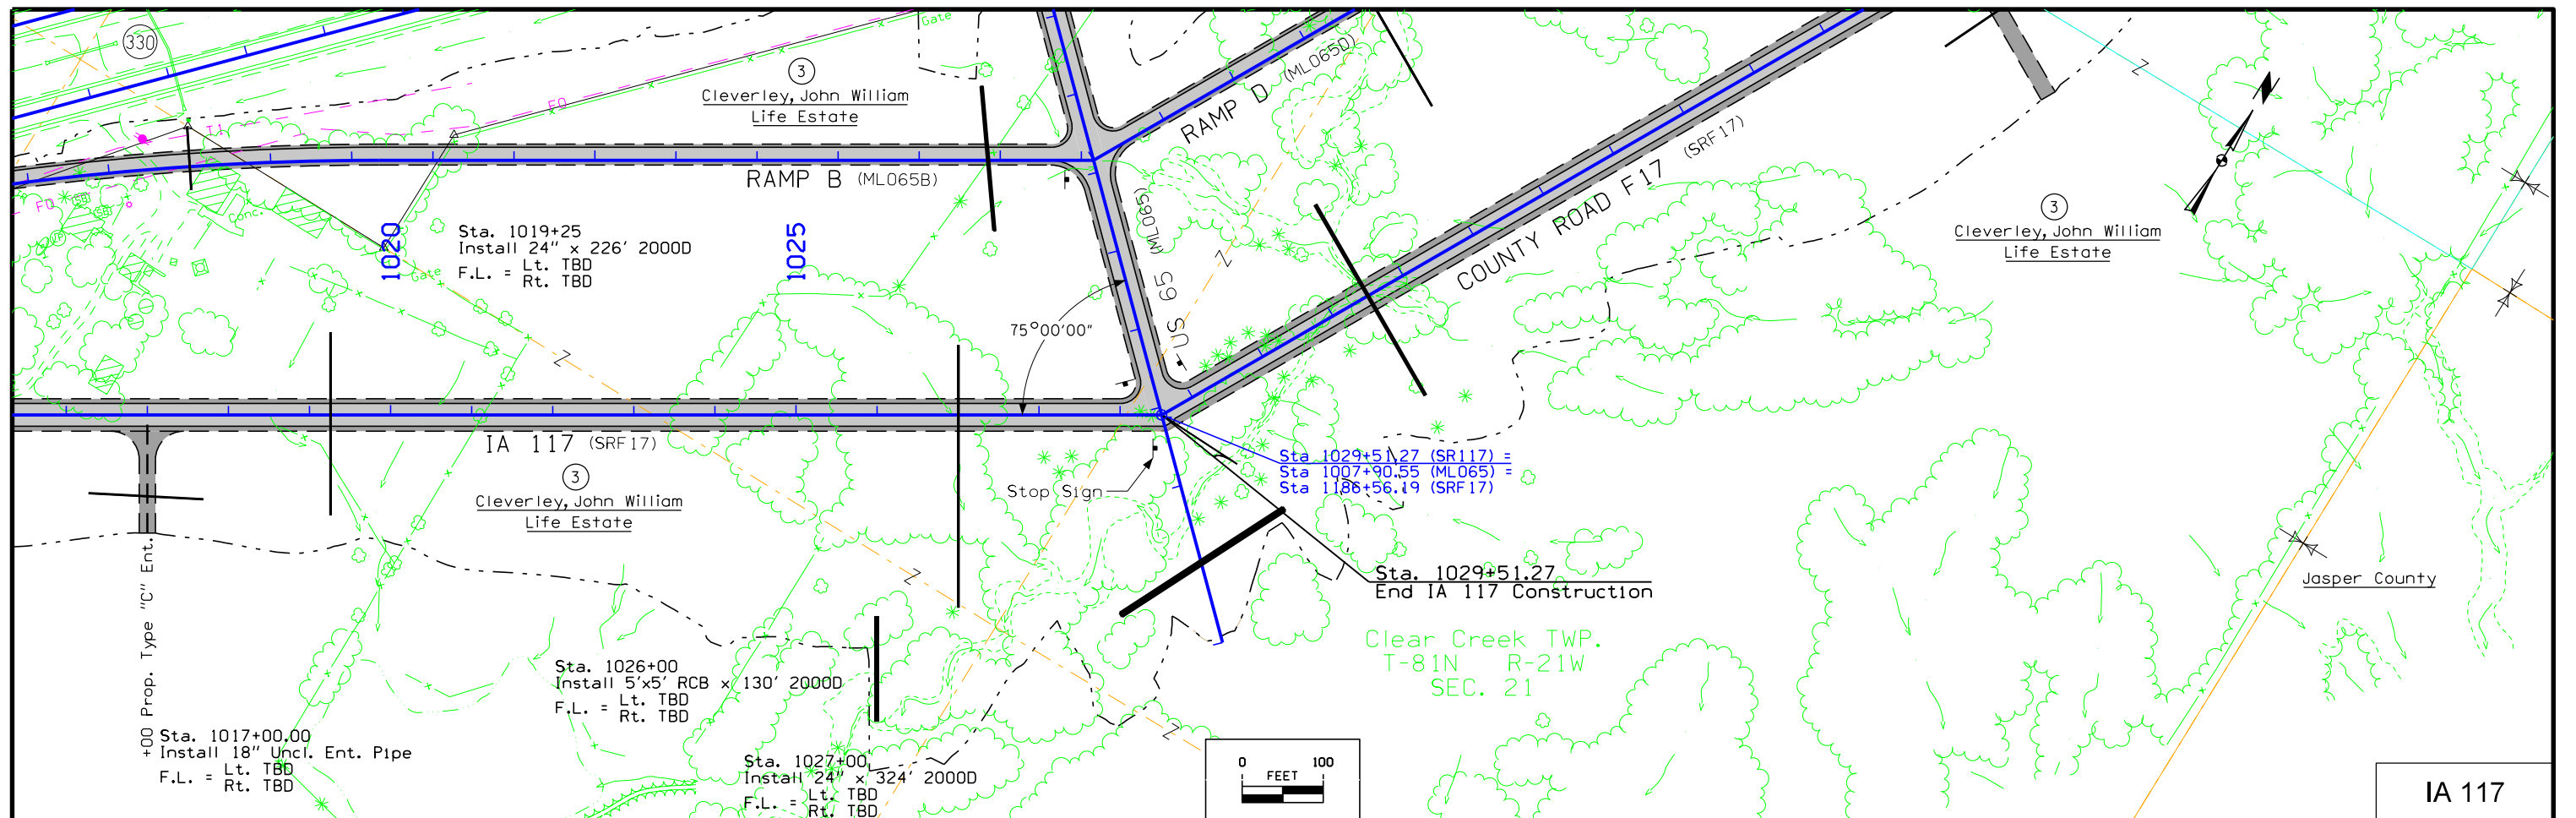 330
Gate
3
Cleverley, John William
Life Estate
FO
T1
RAMP D (ML065D)
RAMP B (ML065B)
FO
Conc.
COUNTY ROAD F17 (SRF17)
US 65 (ML065)
3
Cleverley, John William
Life Estate
1020
1025
Sta. 1019+25
Install 24" x 226' 2000D
F.L. = Lt. TBD
Rt. TBD
Gate
75°00'00"
IA 117 (SRF17)
3
Cleverley, John William
Life Estate
Stop Sign
Sta 1029+51.27 (SR117) =
Sta 1007+90.55 (ML065) =
Sta 1186+56.19 (SRF17)
Sta. 1029+51.27
End IA 117 Construction
Jasper County
Clear Creek TWP.
T-81N R-21W
SEC. 21
+00 Prop. Type "C" Ent.
Sta. 1026+00
Install 5'x5' RCB x 130' 2000D
F.L. = Lt. TBD
Rt. TBD
Sta. 1017+00.00
Install 18" Uncl. Ent. Pipe
F.L. = Lt. TBD
Rt. TBD
Sta. 1027+00
Install 24" x 324' 2000D
F.L. = Lt. TBD
Rt. TBD
0 100
FEET
IA 117